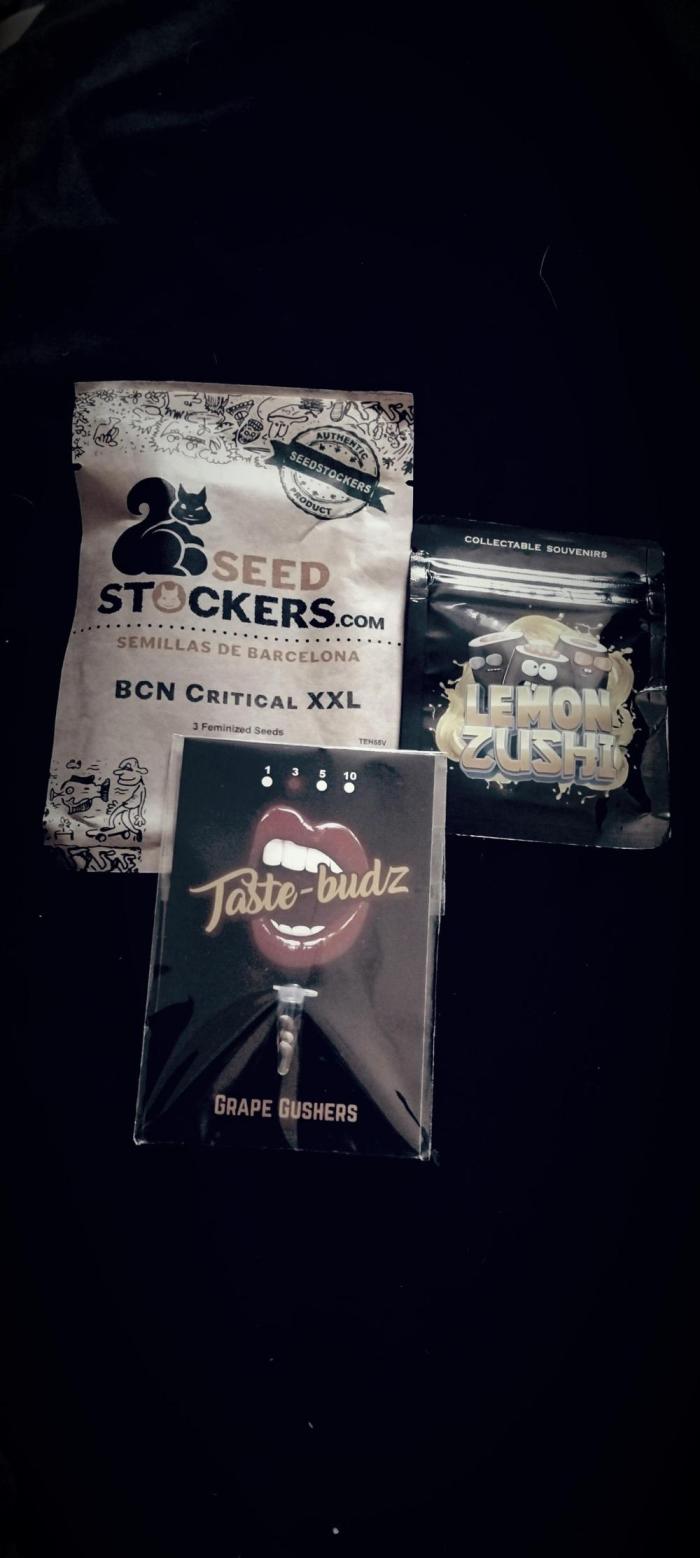 AUTHENTIC
SEEDSTOCKERS
PRODUCT
SEED
STOCKERS.COM
SEMILLAS DE BARCELONA
BCN CRITICAL XXL
3 Feminized Seeds
COLLECTABLE SOUVENIRS
LEMON
ZUSHI
1 3 5 10
Taste-budz
GRAPE GUSHERS